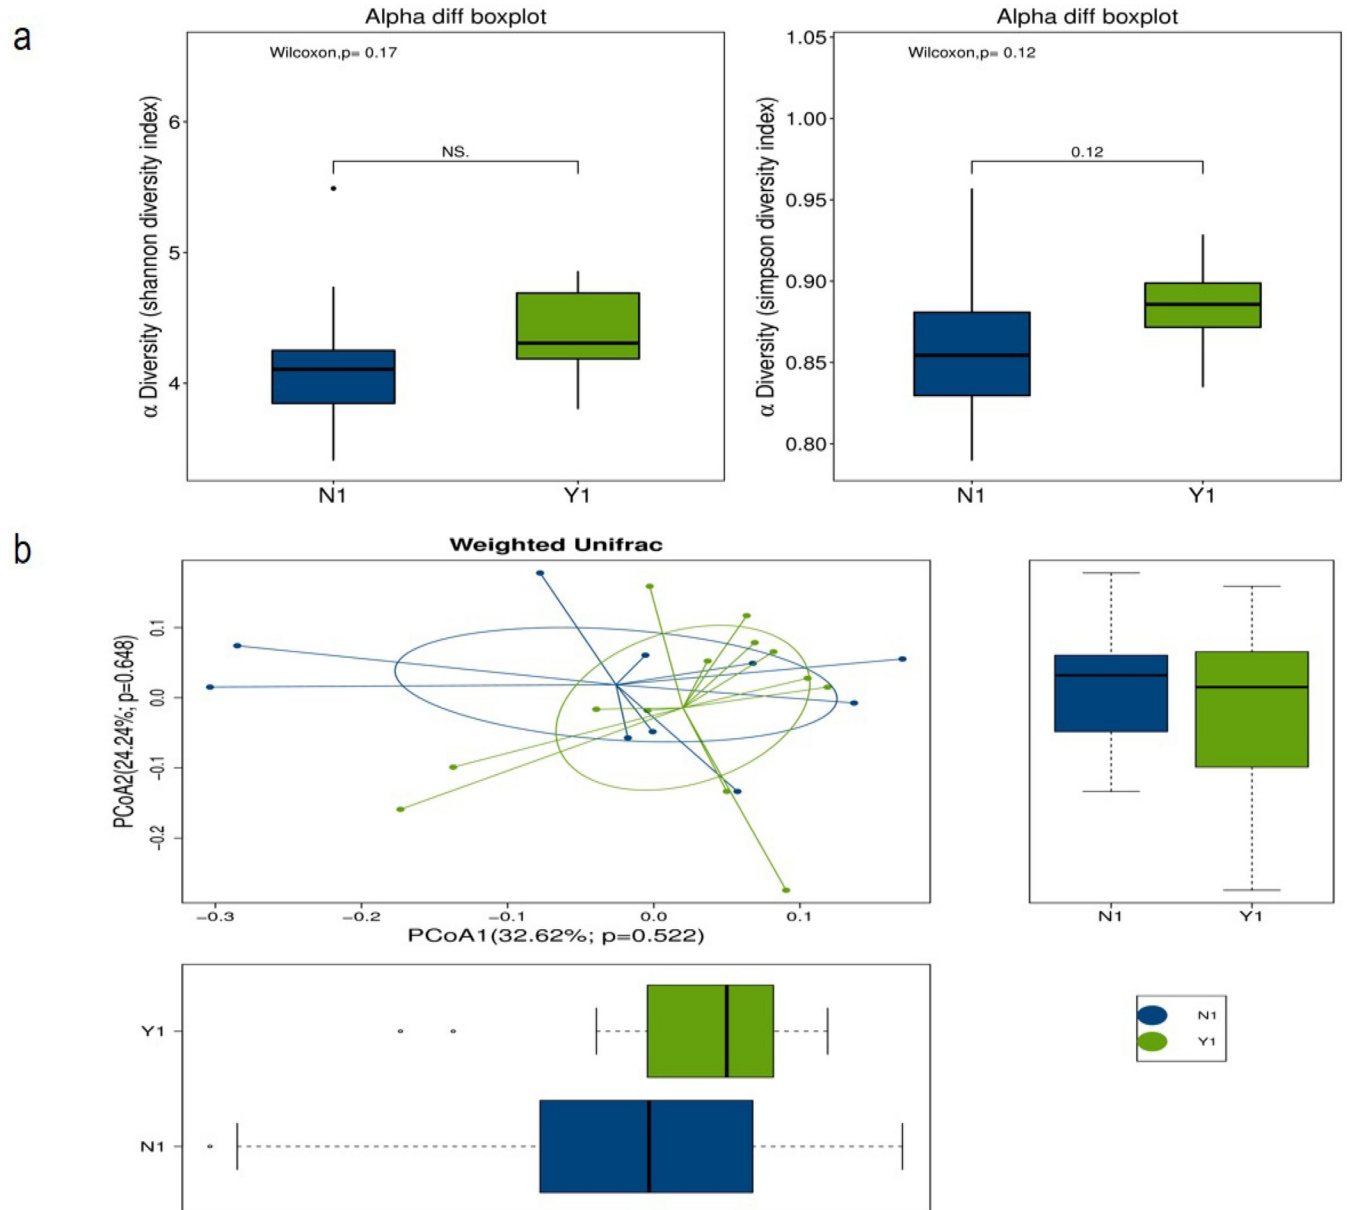 a
Alpha diff boxplot
Wilcoxon,p= 0.17
α Diversity (shannon diversity index)
6
5
4
NS.
N1
Y1
Alpha diff boxplot
Wilcoxon,p= 0.12
α Diversity (simpson diversity index)
1.05
1.00
0.95
0.90
0.85
0.80
0.12
N1
Y1
b
Weighted Unifrac
PCoA2(24.24%; p=0.648)
0.1
0.0
−0.1
−0.2
−0.3
−0.2
−0.1
0.0
0.1
PCoA1(32.62%; p=0.522)
N1
Y1
Y1
N1
N1
Y1